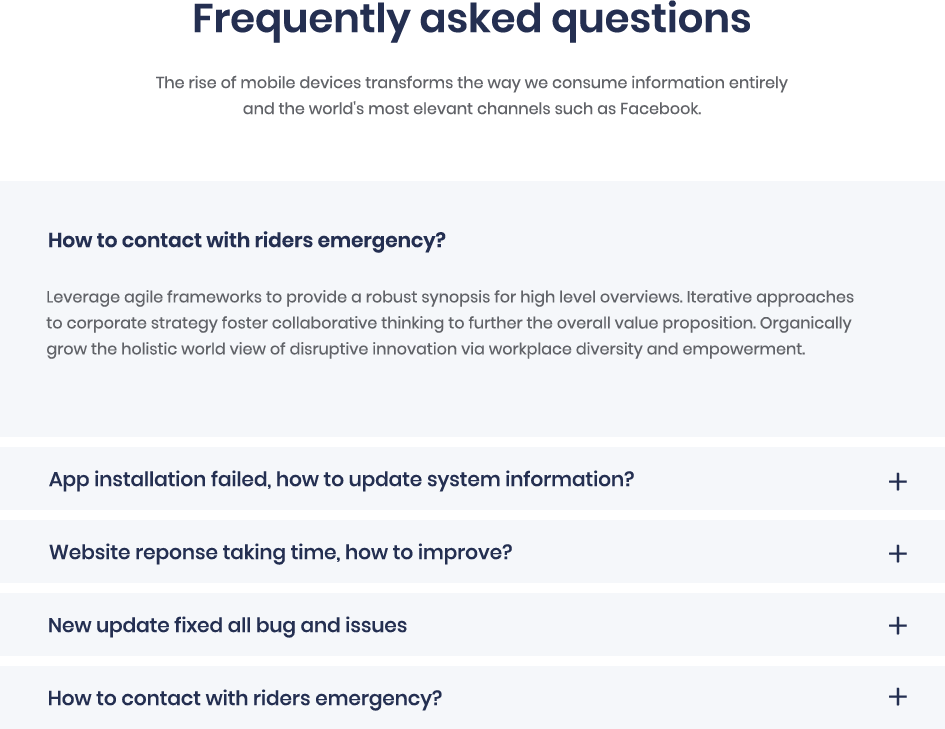 Frequently asked questions
The rise of mobile devices transforms the way we consume information entirely
and the world's most elevant channels such as Facebook.
How to contact with riders emergency?
Leverage agile frameworks to provide a robust synopsis for high level overviews. Iterative approaches
to corporate strategy foster collaborative thinking to further the overall value proposition. Organically
grow the holistic world view of disruptive innovation via workplace diversity and empowerment.
App installation failed, how to update system information?
Website reponse taking time, how to improve?
New update fixed all bug and issues
How to contact with riders emergency?